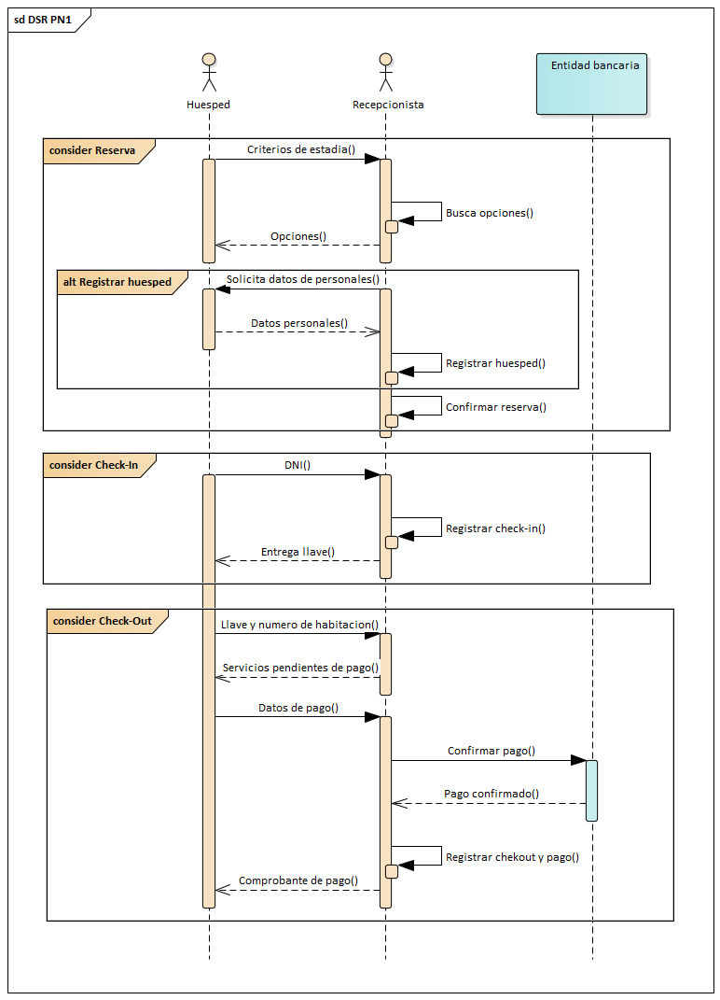 sd DSR PN1
Entidad bancaria
Huesped
Recepcionista
consider Reserva
Criterios de estadia()
Busca opciones()
Opciones()
alt Registrar huesped
Solicita datos de personales()
Datos personales()
Registrar huesped()
Confirmar reserva()
consider Check-In
DNI()
Registrar check-in()
Entrega llave()
consider Check-Out
Llave y numero de habitacion()
Servicios pendientes de pago()
Datos de pago()
Confirmar pago()
Pago confirmado()
Registrar chekout y pago()
Comprobante de pago()